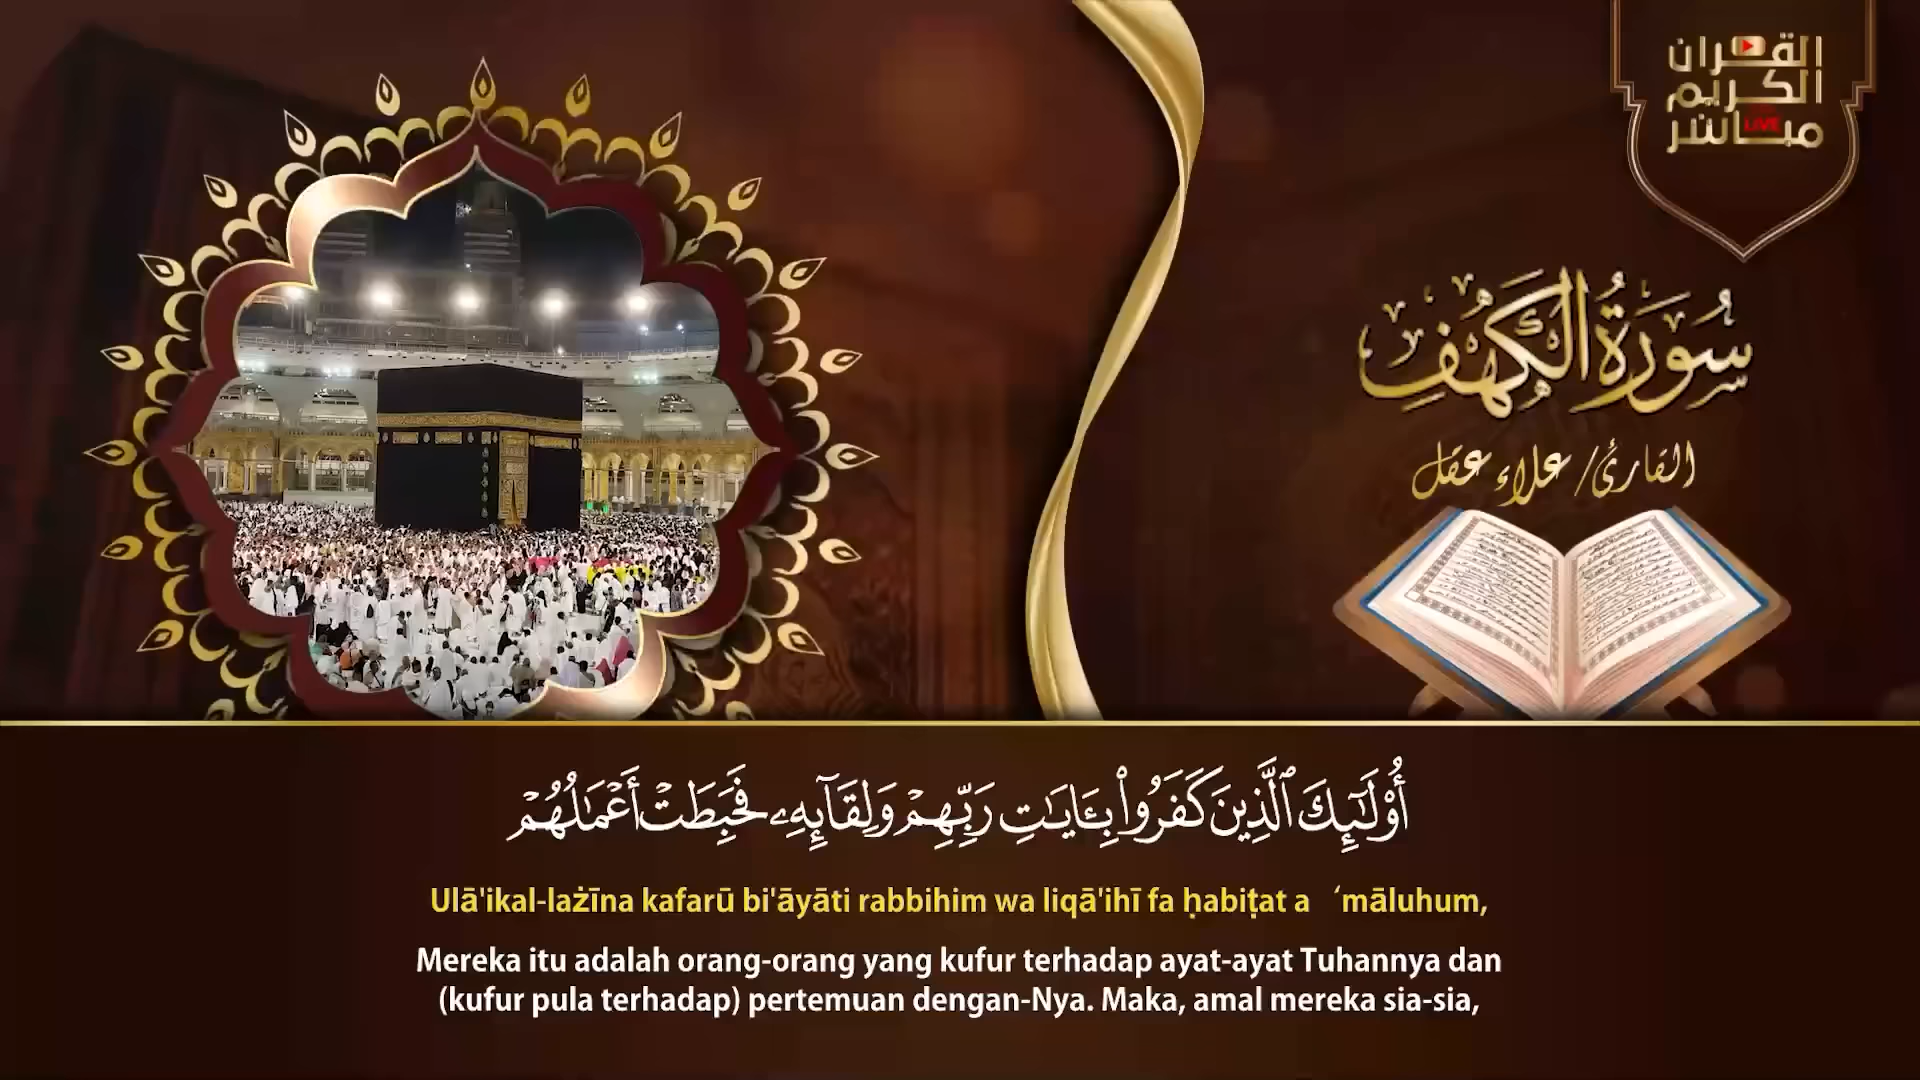 القرآن
الكريم
مباشر
LIVE
سُورَةُ الكَهْفِ
القارئ/ علاء عقل
أُو۟لَـٰٓئِكَ ٱلَّذِينَ كَفَرُوا۟ بِـَٔايَـٰتِ رَبِّهِمْ وَلِقَآئِهِۦ فَحَبِطَتْ أَعْمَـٰلُهُمْ
Ulā'ikal-lażīna kafarū bi'āyāti rabbihim wa liqā'ihī fa ḥabiṭat a ‘māluhum,
Mereka itu adalah orang-orang yang kufur terhadap ayat-ayat Tuhannya dan
(kufur pula terhadap) pertemuan dengan-Nya. Maka, amal mereka sia-sia,